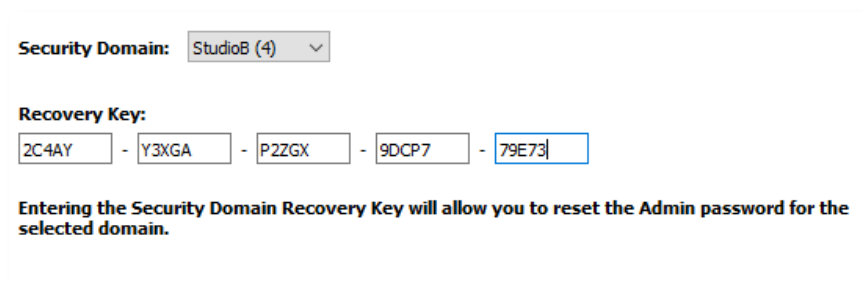 Security Domain: StudioB (4)
Recovery Key:
2C4AY - Y3XGA - P2ZGX - 9DCP7 - 79E73
Entering the Security Domain Recovery Key will allow you to reset the Admin password for the
selected domain.